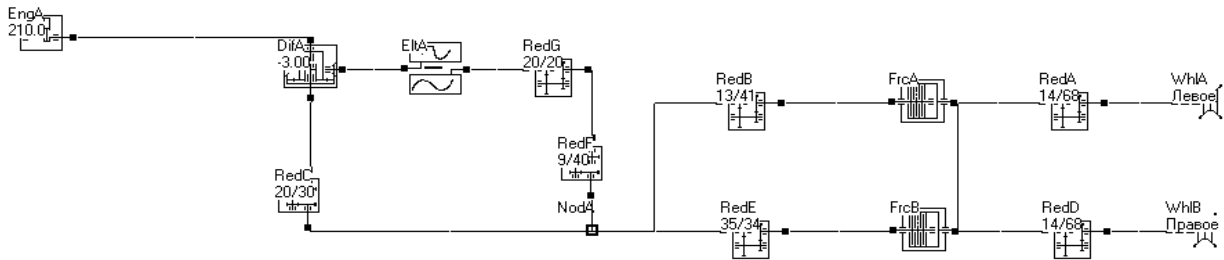 EngA
210.0
DifA
-3.00
EltA
RedG
20/20
RedB
13/41
FrcA
RedA
14/68
WhlA
Левое
RedF
9/40
RedC
20/30
NodA
RedE
35/34
FrcB
RedD
14/68
WhlB
Правое